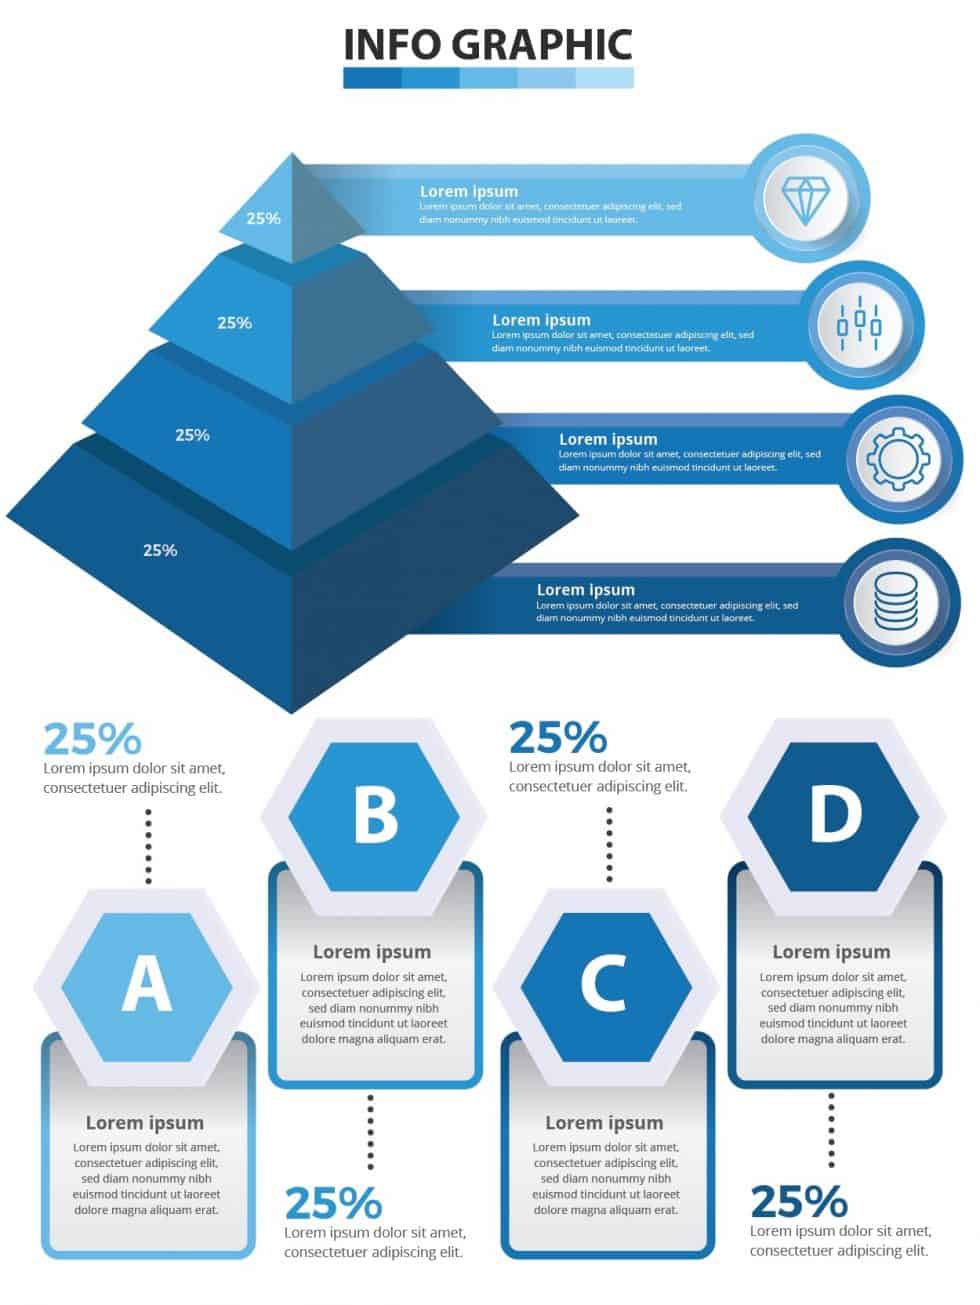 INFO GRAPHIC
25%
Lorem ipsum
Lorem ipsum dolor sit amet, consectetuer adipiscing elit, sed
diam nonummy nibh euismod tincidunt ut laoreet.
25%
Lorem ipsum
Lorem ipsum dolor sit amet, consectetuer adipiscing elit, sed
diam nonummy nibh euismod tincidunt ut laoreet.
25%
Lorem ipsum
Lorem ipsum dolor sit amet, consectetuer adipiscing elit, sed
diam nonummy nibh euismod tincidunt ut laoreet.
25%
Lorem ipsum
Lorem ipsum dolor sit amet, consectetuer adipiscing elit, sed
diam nonummy nibh euismod tincidunt ut laoreet.
25%
Lorem ipsum dolor sit amet,
consectetuer adipiscing elit.
A
Lorem ipsum
Lorem ipsum dolor sit amet,
consectetuer adipiscing elit,
sed diam nonummy nibh
euismod tincidunt ut laoreet
dolore magna aliquam erat.
B
Lorem ipsum
Lorem ipsum dolor sit amet,
consectetuer adipiscing elit,
sed diam nonummy nibh
euismod tincidunt ut laoreet
dolore magna aliquam erat.
25%
Lorem ipsum dolor sit amet,
consectetuer adipiscing elit.
25%
Lorem ipsum dolor sit amet,
consectetuer adipiscing elit.
C
Lorem ipsum
Lorem ipsum dolor sit amet,
consectetuer adipiscing elit,
sed diam nonummy nibh
euismod tincidunt ut laoreet
dolore magna aliquam erat.
D
Lorem ipsum
Lorem ipsum dolor sit amet,
consectetuer adipiscing elit,
sed diam nonummy nibh
euismod tincidunt ut laoreet
dolore magna aliquam erat.
25%
Lorem ipsum dolor sit amet,
consectetuer adipiscing elit.